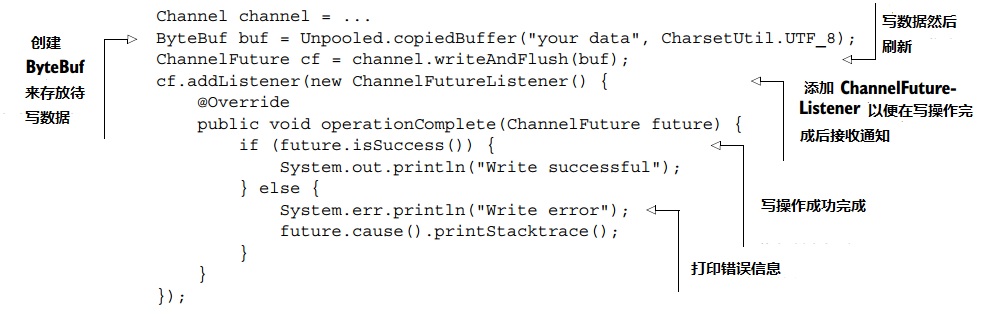 Channel channel = ...
ByteBuf buf = Unpooled.copiedBuffer("your data", CharsetUtil.UTF_8);
ChannelFuture cf = channel.writeAndFlush(buf);
cf.addListener(new ChannelFutureListener() {
@Override
public void operationComplete(ChannelFuture future) {
if (future.isSuccess()) {
System.out.println("Write successful");
} else {
System.err.println("Write error");
future.cause().printStacktrace();
}
}
});
创建
ByteBuf
来存放待
写数据
写数据然后
刷新
添加 ChannelFuture-
Listener 以便在写操作完
成后接收通知
写操作成功完成
打印错误信息